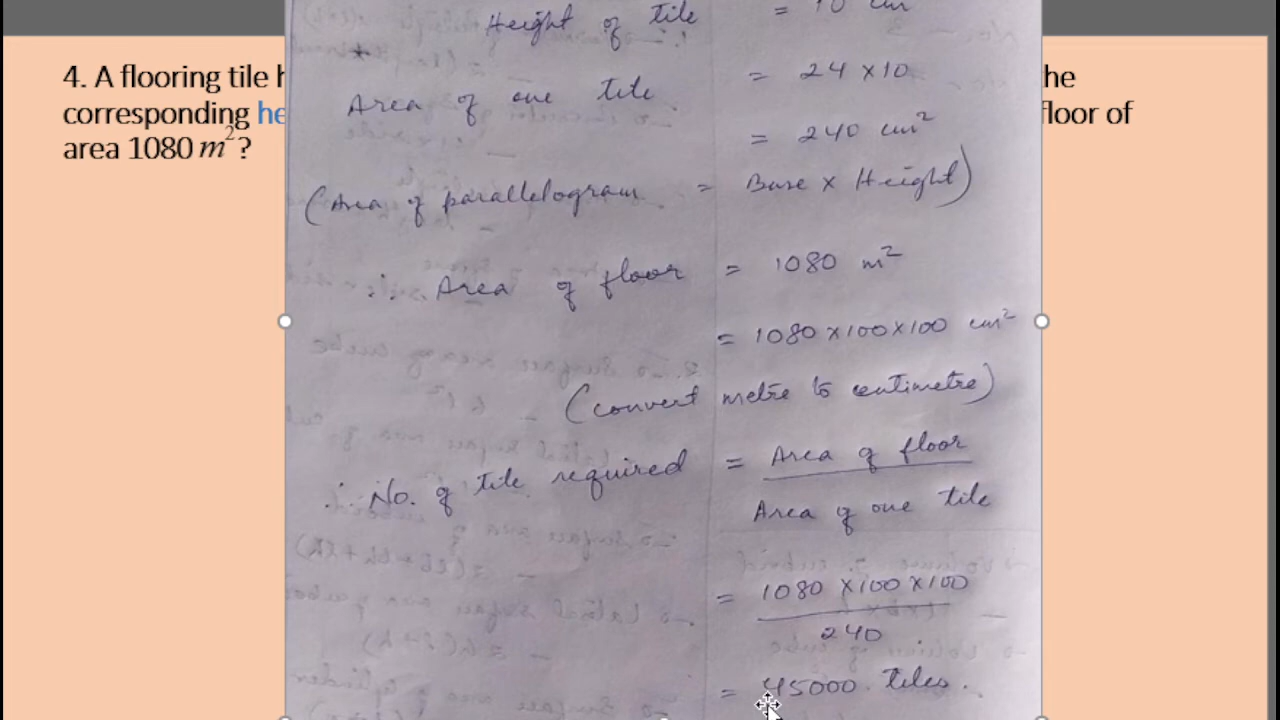 4. A flooring tile h
he
corresponding he
floor of
area 1080 m²?
Height of tile = 10 cm
Area of one tile = 24 × 10
= 240 cm²
(Area of parallelogram = Base × Height)
∴ Area of floor = 1080 m²
= 1080 × 100 × 100 cm²
(convert metre to centimetre)
∴ No. of tile required = Area of floor
Area of one tile
= 1080 × 100 × 100
240
= 45000 tiles.